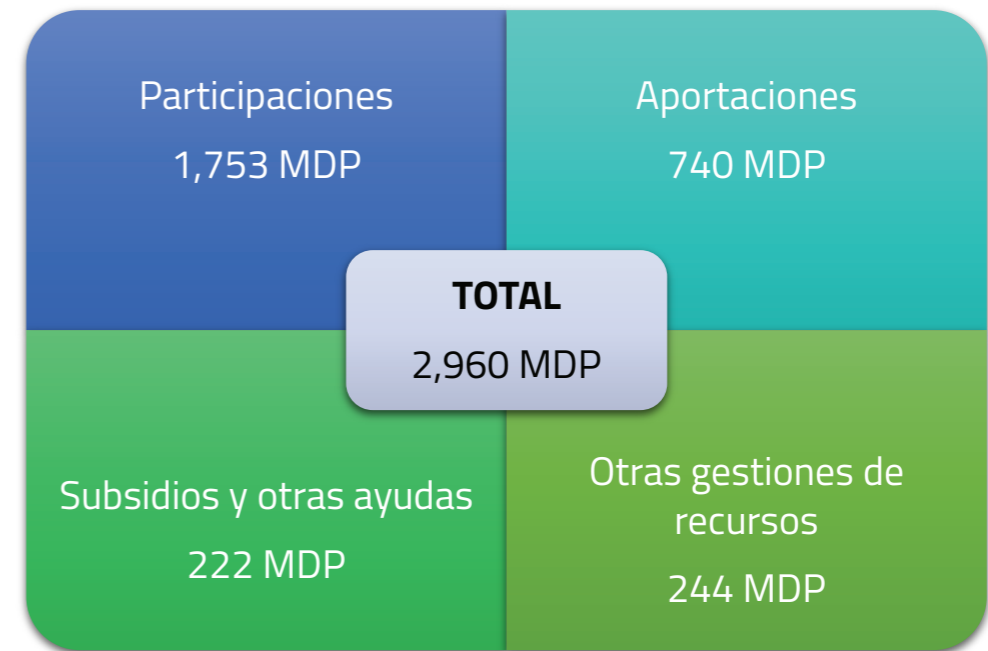 Participaciones
1,753 MDP
Aportaciones
740 MDP
TOTAL
2,960 MDP
Subsidios y otras ayudas
222 MDP
Otras gestiones de
recursos
244 MDP